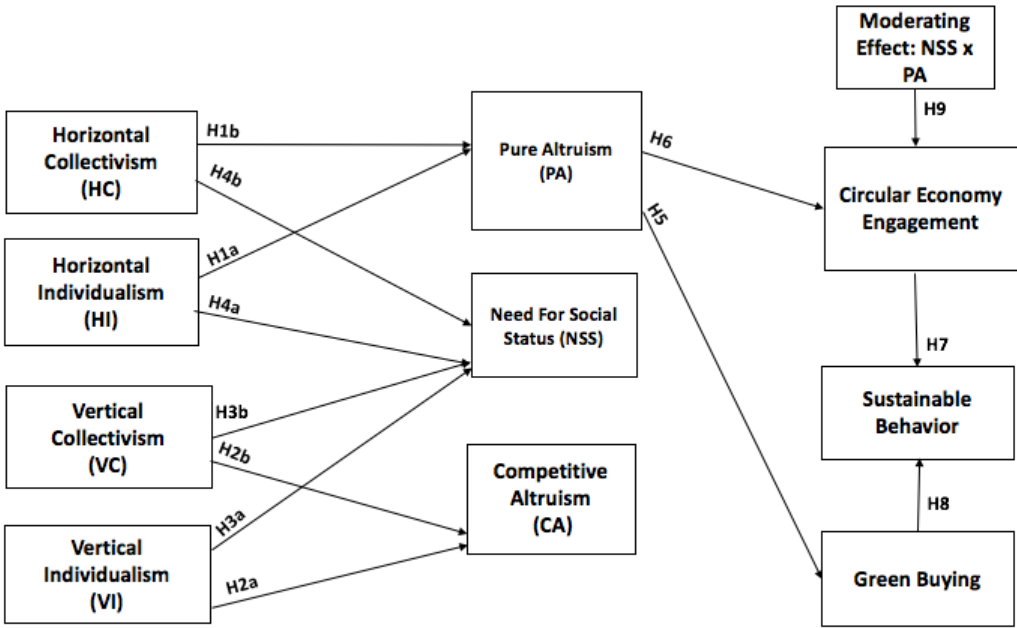 Moderating
Effect: NSS x
PA
H9
Horizontal
Collectivism
(HC)
H1b
H4b
Pure Altruism
(PA)
H6
H5
Circular Economy
Engagement
Horizontal
Individualism
(HI)
H1a
H4a
Need For Social
Status (NSS)
H7
Vertical
Collectivism
(VC)
H3b
H2b
Sustainable
Behavior
Competitive
Altruism
(CA)
H8
Vertical
Individualism
(VI)
H3a
H2a
Green Buying